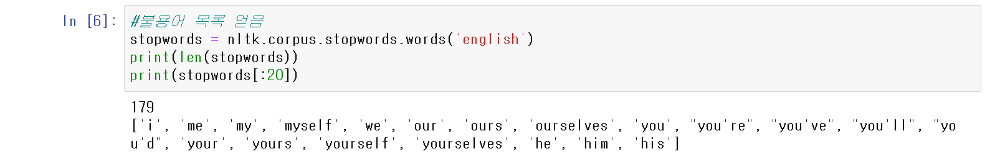 In [6]: #불용어 목록 얻음
stopwords = nltk.corpus.stopwords.words('english')
print(len(stopwords))
print(stopwords[:20])
179
['i', 'me', 'my', 'myself', 'we', 'our', 'ours', 'ourselves', 'you', "you're", "you've", "you'll", "yo
u'd", 'your', 'yours', 'yourself', 'yourselves', 'he', 'him', 'his']